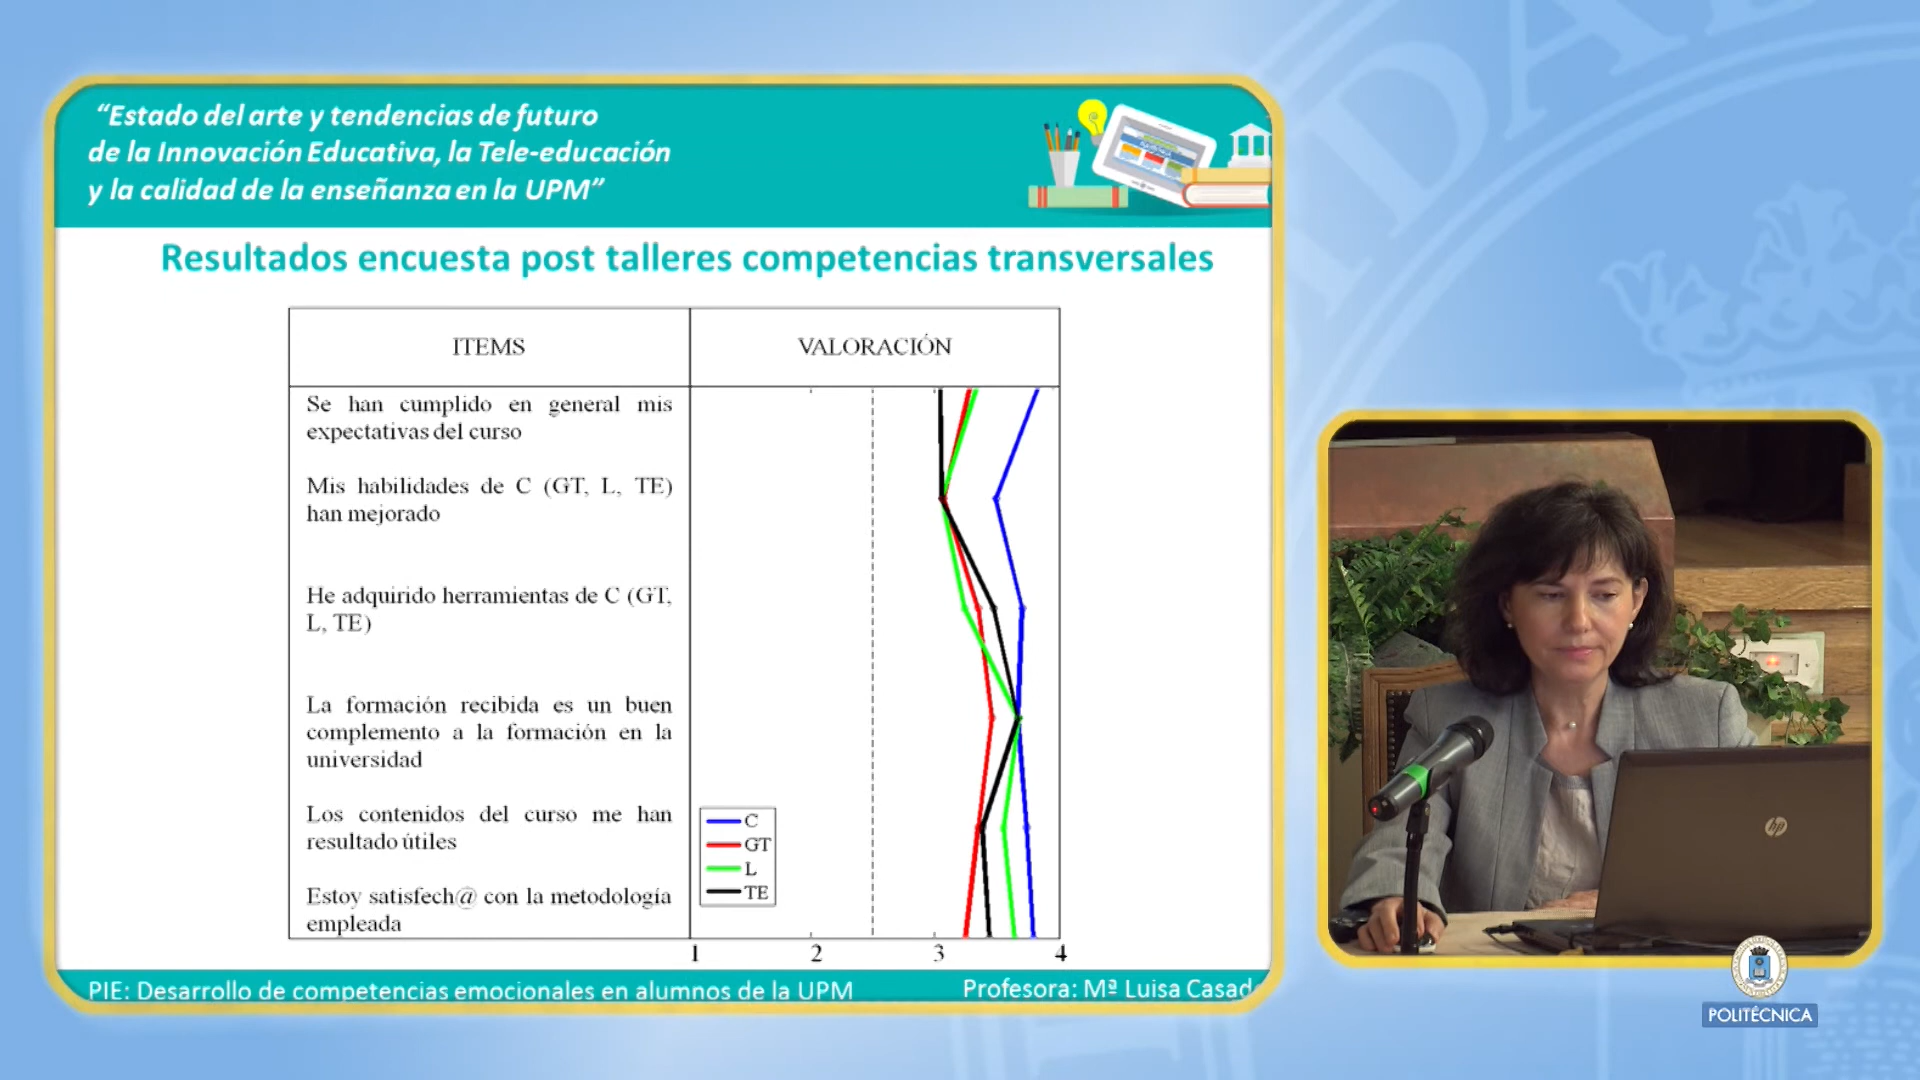 “Estado del arte y tendencias de futuro
de la Innovación Educativa, la Tele-educación
y la calidad de la enseñanza en la UPM”
Resultados encuesta post talleres competencias transversales
ITEMS
VALORACIÓN
Se han cumplido en general mis
expectativas del curso
Mis habilidades de C (GT, L, TE)
han mejorado
He adquirido herramientas de C (GT,
L, TE)
La formación recibida es un buen
complemento a la formación en la
universidad
Los contenidos del curso me han
resultado útiles
Estoy satisfech@ con la metodología
empleada
C
GT
L
TE
1 2 3 4
PIE: Desarrollo de competencias emocionales en alumnos de la UPM
Profesora: Mª Luisa Casad
hp
POLITÉCNICA